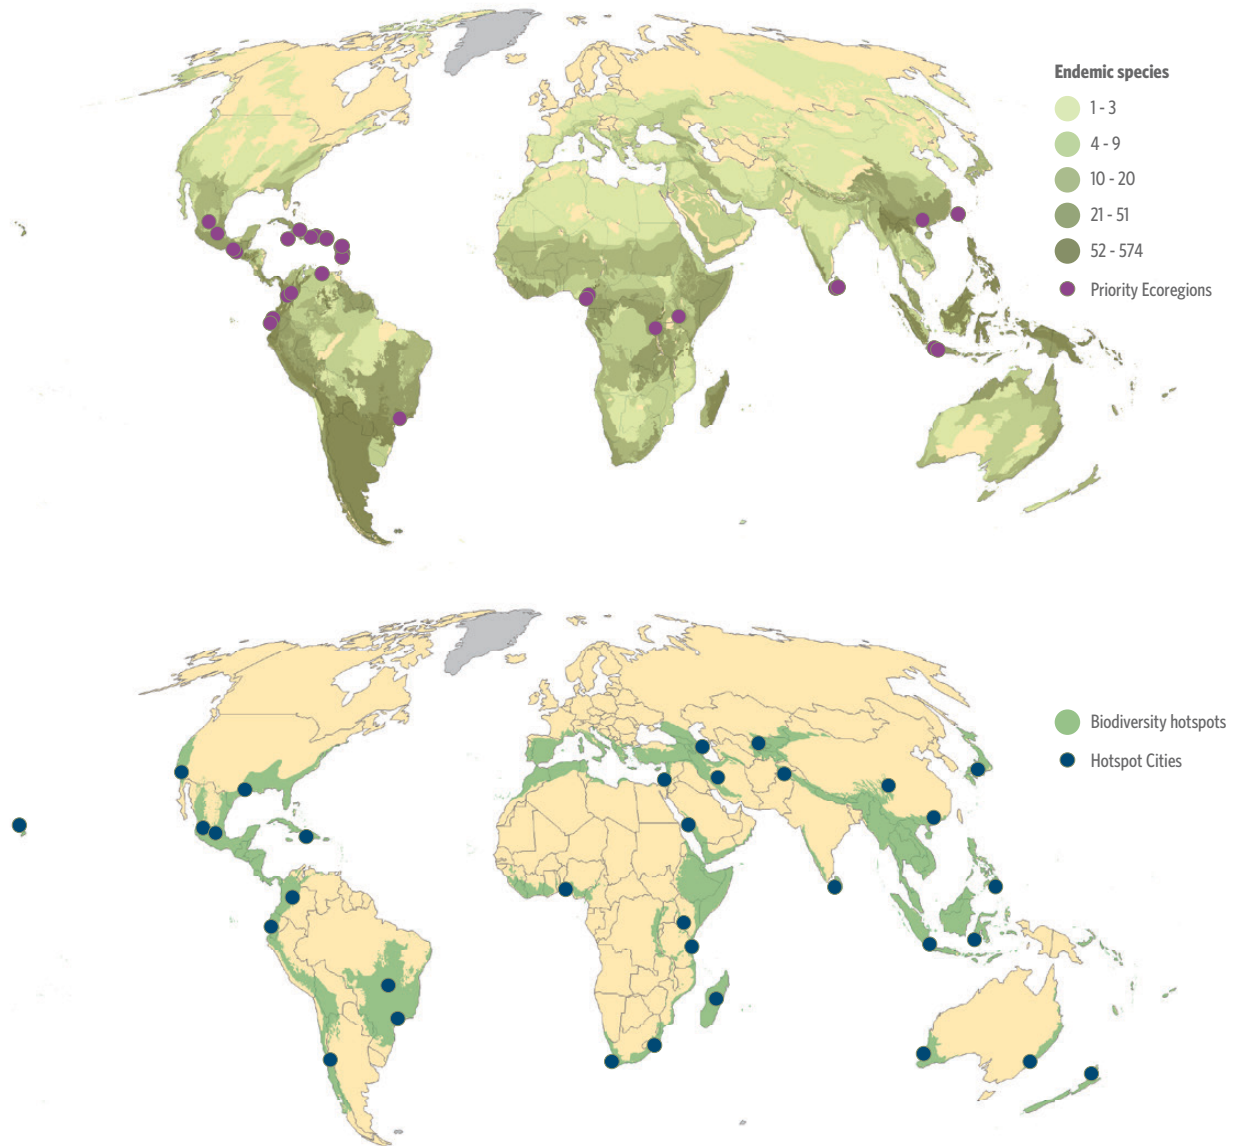 Endemic species
1 - 3
4 - 9
10 - 20
21 - 51
52 - 574
Priority Ecoregions
Biodiversity hotspots
Hotspot Cities